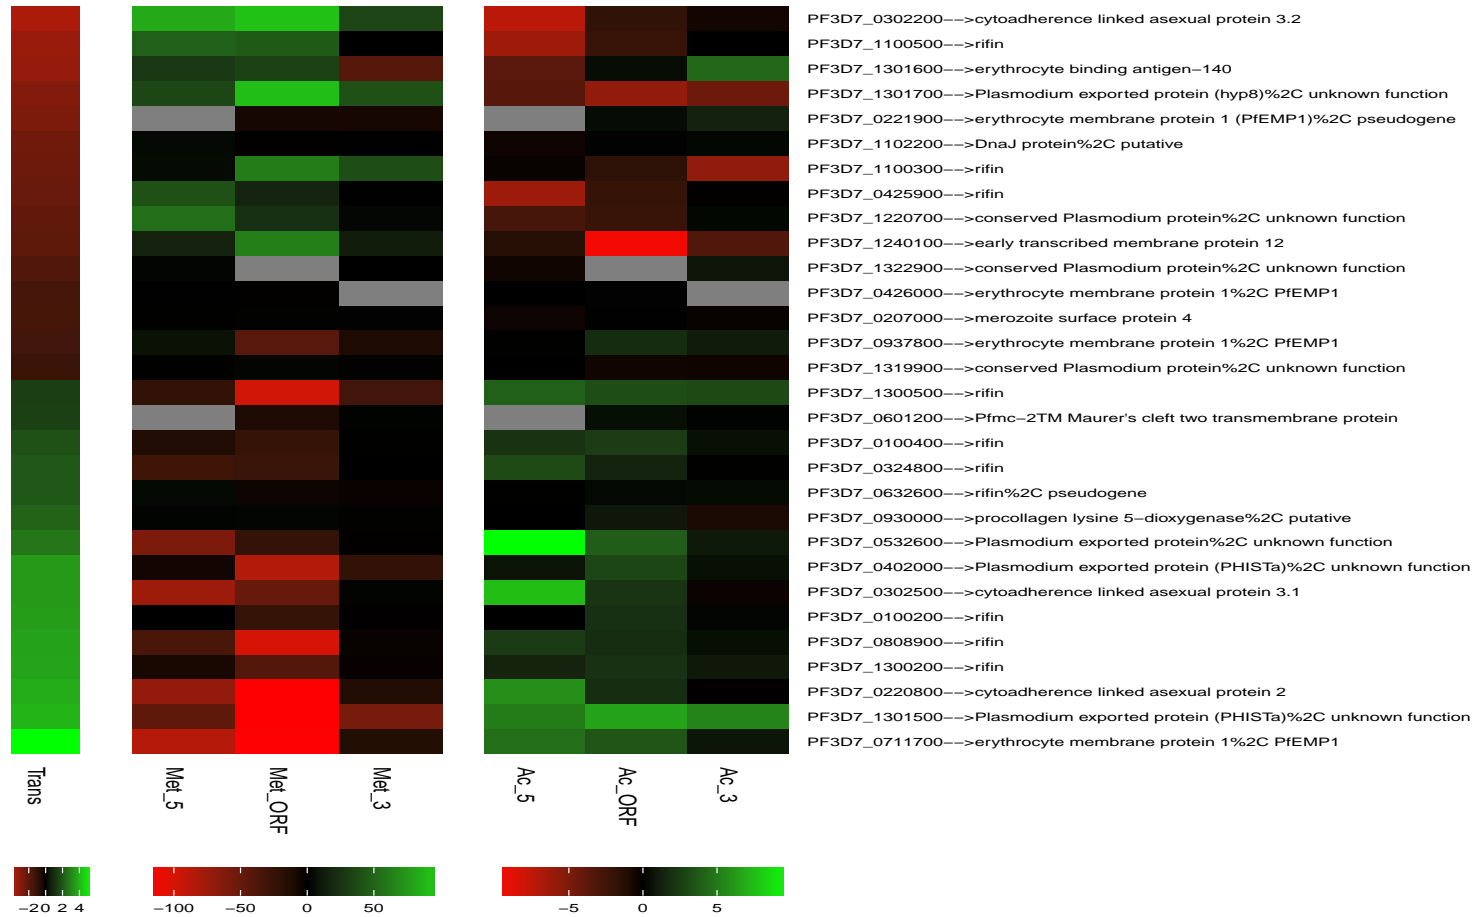 PF3D7_0302200−−>cytoadherence linked asexual protein 3.2
PF3D7_1100500−−>rifin
PF3D7_1301600−−>erythrocyte binding antigen−140
PF3D7_1301700−−>Plasmodium exported protein (hyp8)%2C unknown function
PF3D7_0221900−−>erythrocyte membrane protein 1 (PfEMP1)%2C pseudogene
PF3D7_1102200−−>DnaJ protein%2C putative
PF3D7_1100300−−>rifin
PF3D7_0425900−−>rifin
PF3D7_1220700−−>conserved Plasmodium protein%2C unknown function
PF3D7_1240100−−>early transcribed membrane protein 12
PF3D7_1322900−−>conserved Plasmodium protein%2C unknown function
PF3D7_0426000−−>erythrocyte membrane protein 1%2C PfEMP1
PF3D7_0207000−−>merozoite surface protein 4
PF3D7_0937800−−>erythrocyte membrane protein 1%2C PfEMP1
PF3D7_1319900−−>conserved Plasmodium protein%2C unknown function
PF3D7_1300500−−>rifin
PF3D7_0601200−−>Pfmc−2TM Maurer's cleft two transmembrane protein
PF3D7_0100400−−>rifin
PF3D7_0324800−−>rifin
PF3D7_0632600−−>rifin%2C pseudogene
PF3D7_0930000−−>procollagen lysine 5−dioxygenase%2C putative
PF3D7_0532600−−>Plasmodium exported protein%2C unknown function
PF3D7_0402000−−>Plasmodium exported protein (PHISTa)%2C unknown function
PF3D7_0302500−−>cytoadherence linked asexual protein 3.1
PF3D7_0100200−−>rifin
PF3D7_0808900−−>rifin
PF3D7_1300200−−>rifin
PF3D7_0220800−−>cytoadherence linked asexual protein 2
PF3D7_1301500−−>Plasmodium exported protein (PHISTa)%2C unknown function
PF3D7_0711700−−>erythrocyte membrane protein 1%2C PfEMP1
Trans Met_5 Met_ORF Met_3 Ac_5 Ac_ORF Ac_3
−2 0 2 4 −100 −50 0 50 −5 0 5